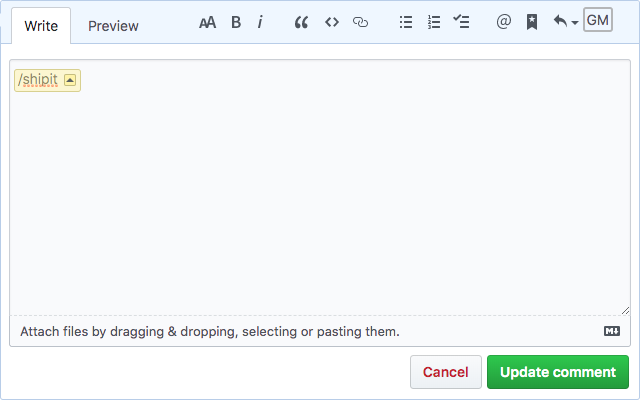 Write Preview AA B i @ GM
/shipit
Attach files by dragging & dropping, selecting or pasting them. M
Cancel Update comment